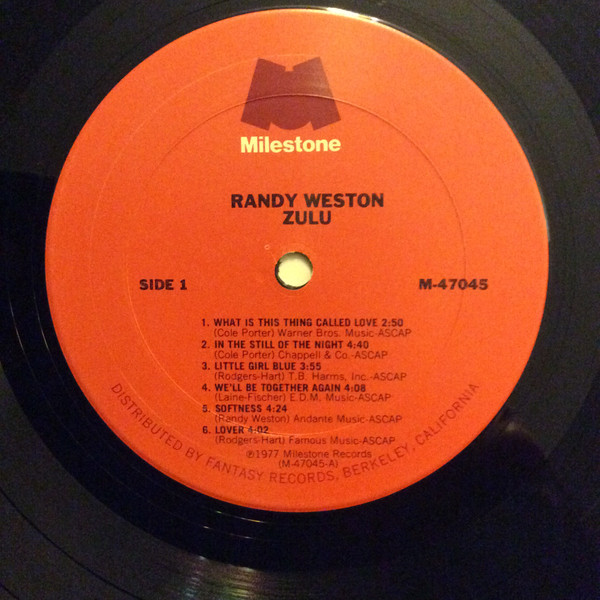 Milestone
RANDY WESTON
ZULU
SIDE 1
M-47045
1. WHAT IS THIS THING CALLED LOVE 2:50
(Cole Porter) Warner Bros. Music-ASCAP
2. IN THE STILL OF THE NIGHT 4:40
(Cole Porter) Chappell & Co.-ASCAP
3. LITTLE GIRL BLUE 3:55
(Rodgers-Hart) T.B. Harms, Inc.-ASCAP
4. WE'LL BE TOGETHER AGAIN 4:08
(Laine-Fischer) E.D.M. Music-ASCAP
5. SOFTNESS 4:24
(Randy Weston) Andante Music-ASCAP
6. LOVER 4:02
(Rodgers-Hart) Famous Music-ASCAP
℗1977 Milestone Records
(M-47045-A)
DISTRIBUTED BY FANTASY RECORDS, BERKELEY, CALIFORNIA